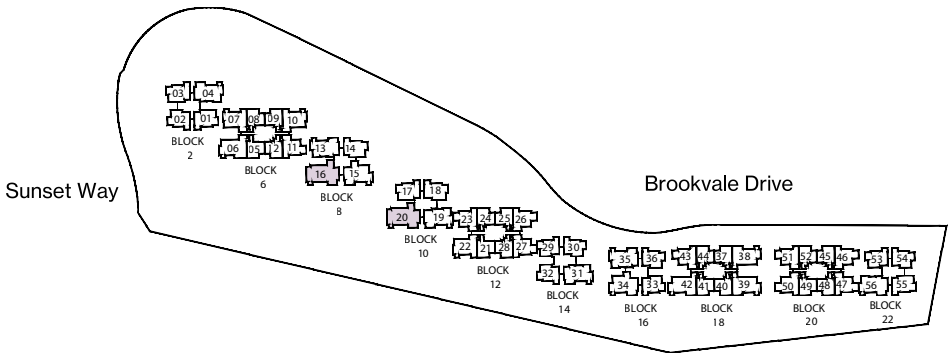 03 04
02 01
BLOCK
2
07 08 09 10
06 05 12 11
BLOCK
6
13 14
16 15
BLOCK
8
Sunset Way
17 18
20 19
BLOCK
10
23 24 25 26
22 21 28 27
BLOCK
12
29 30
32 31
BLOCK
14
Brookvale Drive
35 36
34 33
BLOCK
16
43 44 37 38
42 41 40 39
BLOCK
18
51 52 45 46
50 49 48 47
BLOCK
20
53 54
56 55
BLOCK
22